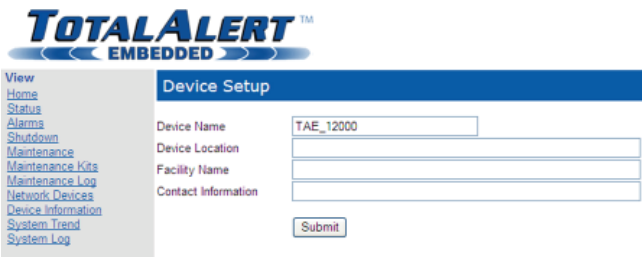 TOTALALERT™
EMBEDDED
View
Home
Status
Alarms
Shutdown
Maintenance
Maintenance Kits
Maintenance Log
Network Devices
Device Information
System Trend
System Log
Device Setup
Device Name TAE_12000
Device Location
Facility Name
Contact Information
Submit